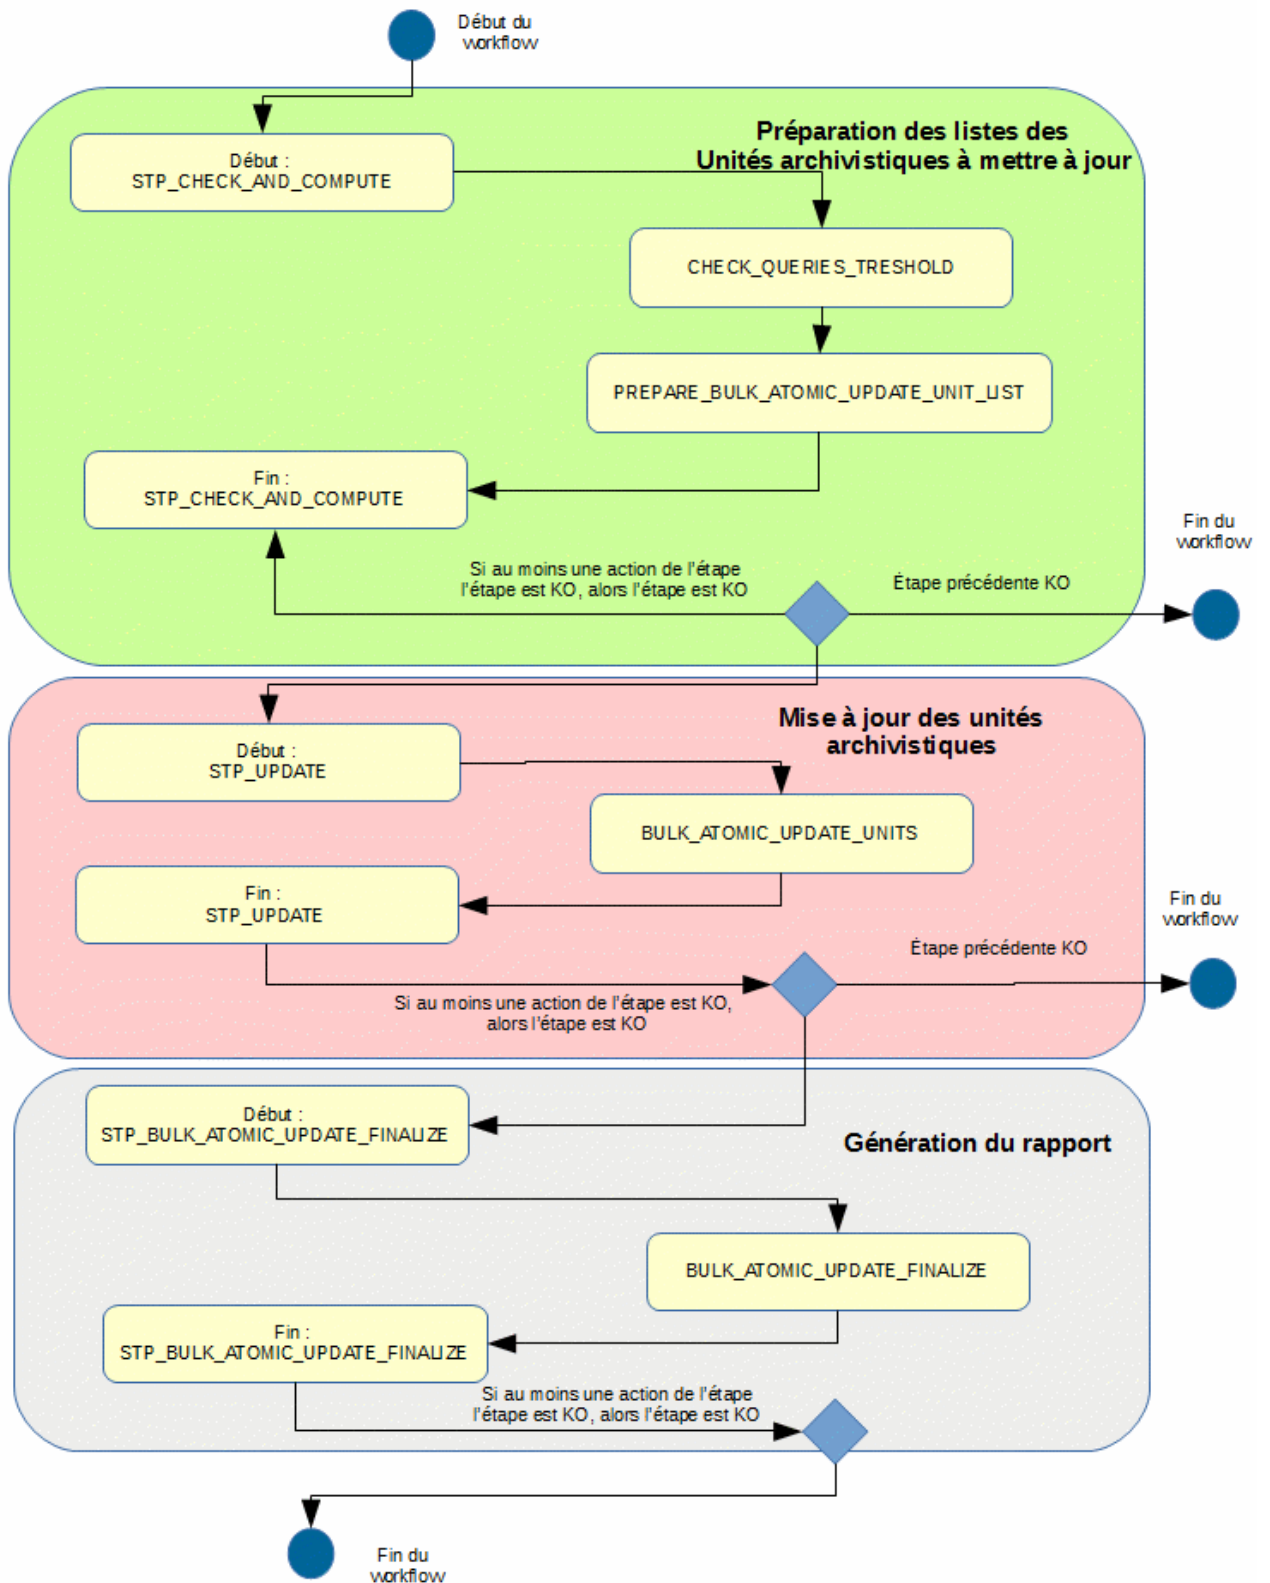 Début du
workflow
Préparation des listes des
Unités archivistiques à mettre à jour
Début :
STP_CHECK_AND_COMPUTE
CHECK_QUERIES_TRESHOLD
PREPARE_BULK_ATOMIC_UPDATE_UNIT_LIST
Fin :
STP_CHECK_AND_COMPUTE
Fin du
workflow
Si au moins une action de l'étape
l'étape est KO, alors l'étape est KO
Étape précédente KO
Mise à jour des unités
archivistiques
Début :
STP_UPDATE
BULK_ATOMIC_UPDATE_UNITS
Fin :
STP_UPDATE
Fin du
workflow
Étape précédente KO
Si au moins une action de l'étape est KO,
alors l'étape est KO
Début :
STP_BULK_ATOMIC_UPDATE_FINALIZE
Génération du rapport
BULK_ATOMIC_UPDATE_FINALIZE
Fin :
STP_BULK_ATOMIC_UPDATE_FINALIZE
Si au moins une action de l'étape
l'étape est KO, alors l'étape est KO
Fin du
workflow